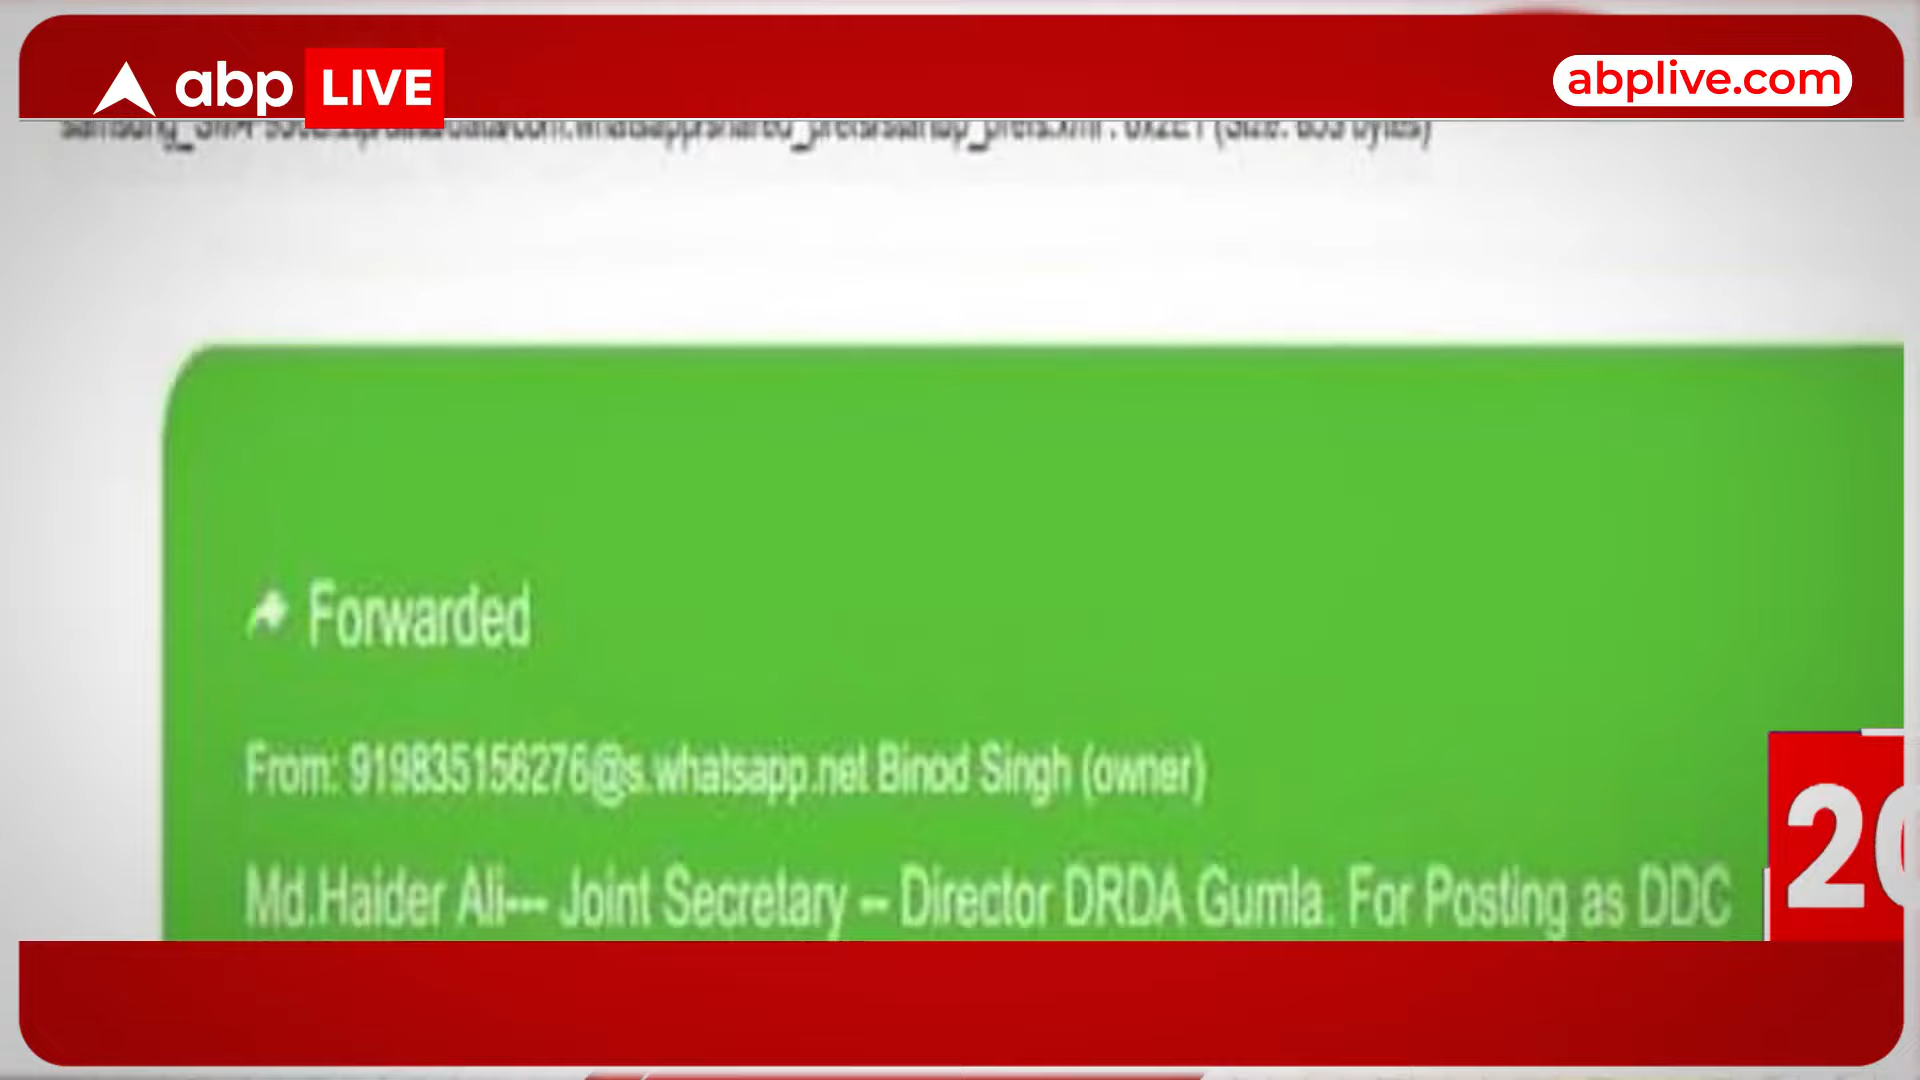 abp LIVE
abplive.com
Forwarded
From: 919835156276@s.whatsapp.net Binod Singh (owner)
Md.Haider Ali--- Joint Secretary -- Director DRDA Gumla. For Posting as DDC